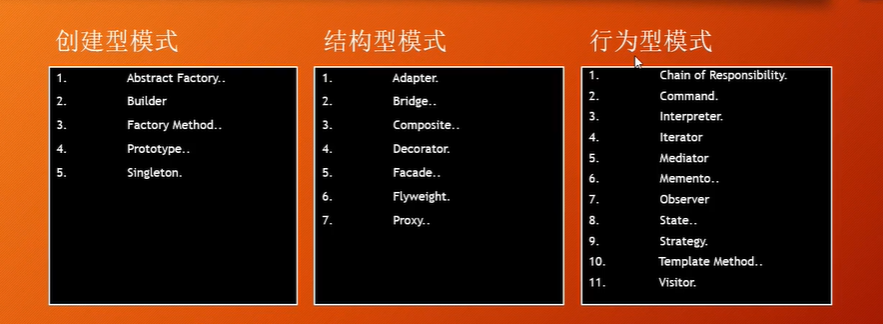 创建型模式
1. Abstract Factory..
2. Builder
3. Factory Method..
4. Prototype..
5. Singleton.
结构型模式
1. Adapter.
2. Bridge..
3. Composite..
4. Decorator.
5. Facade..
6. Flyweight.
7. Proxy..
行为型模式
1. Chain of Responsibility.
2. Command.
3. Interpreter.
4. Iterator
5. Mediator
6. Memento..
7. Observer
8. State..
9. Strategy.
10. Template Method..
11. Visitor.